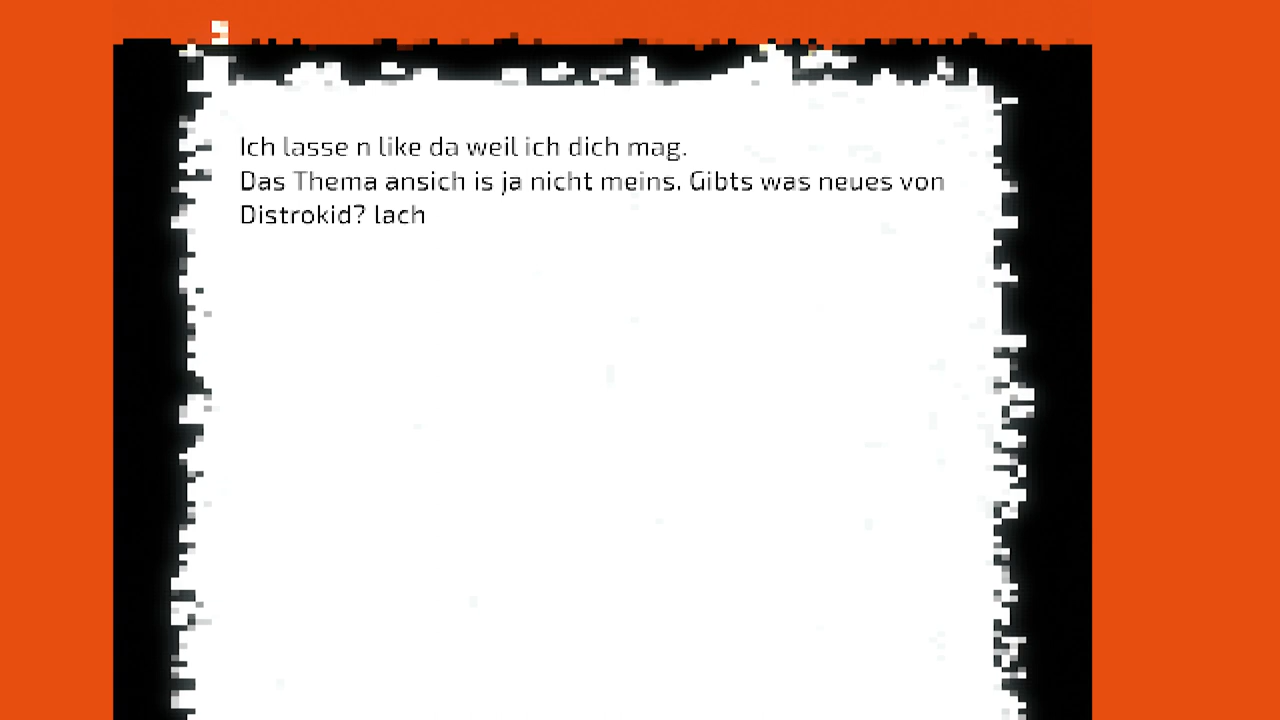 Ich lasse n like da weil ich dich mag.
Das Thema ansich is ja nicht meins. Gibts was neues von
Distrokid? lach